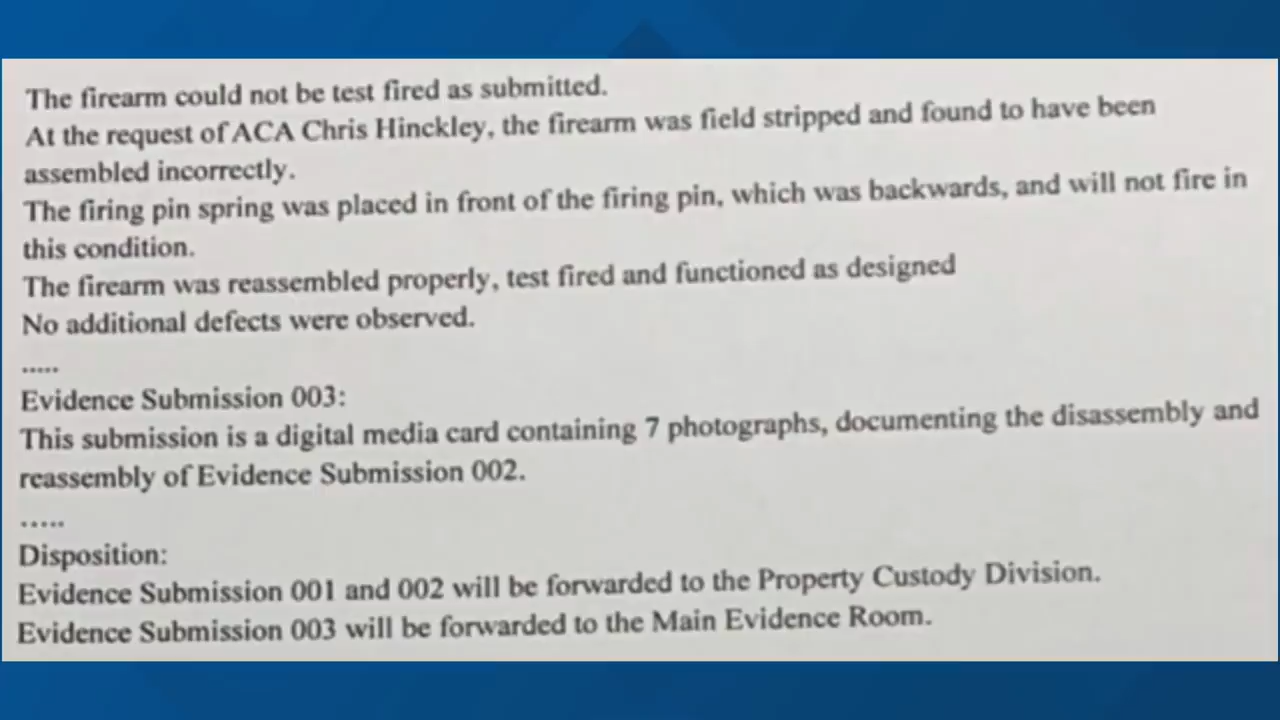 The firearm could not be test fired as submitted.
At the request of ACA Chris Hinckley, the firearm was field stripped and found to have been
assembled incorrectly.
The firing pin spring was placed in front of the firing pin, which was backwards, and will not fire in
this condition.
The firearm was reassembled properly, test fired and functioned as designed
No additional defects were observed.
.....
Evidence Submission 003:
This submission is a digital media card containing 7 photographs, documenting the disassembly and
reassembly of Evidence Submission 002.
.....
Disposition:
Evidence Submission 001 and 002 will be forwarded to the Property Custody Division.
Evidence Submission 003 will be forwarded to the Main Evidence Room.